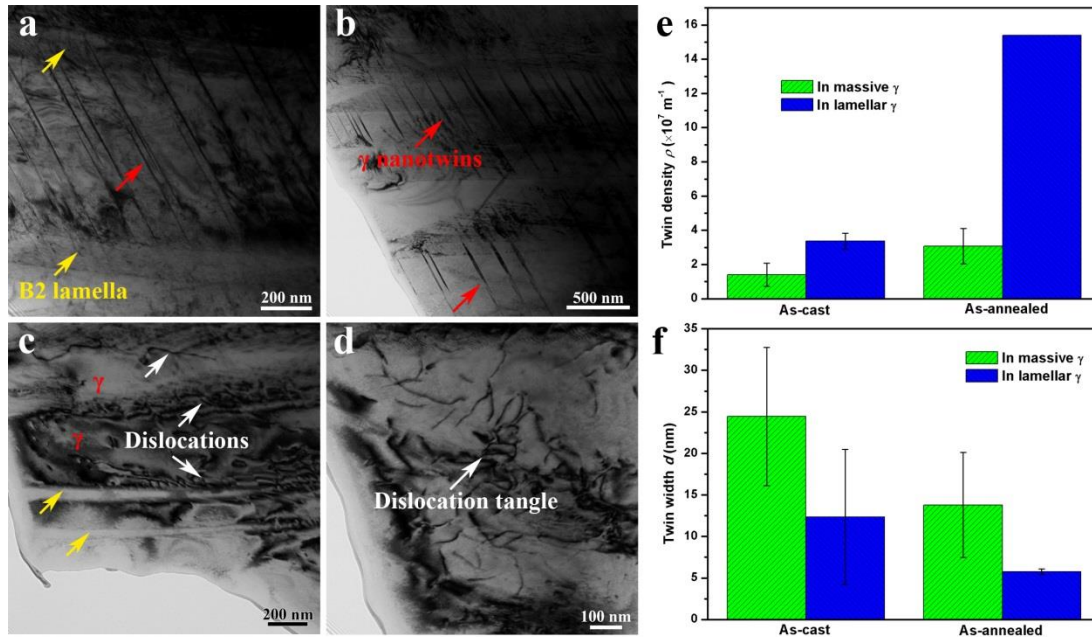 a
B2 lamella
200 nm
b
γ nanotwins
500 nm
c
γ
γ
Dislocations
200 nm
d
Dislocation tangle
100 nm
e
Twin density ρ (×10⁷ m⁻¹)
16
14
12
10
8
6
4
2
0
In massive γ
In lamellar γ
As-cast
As-annealed
f
Twin width d (nm)
35
30
25
20
15
10
5
0
In massive γ
In lamellar γ
As-cast
As-annealed